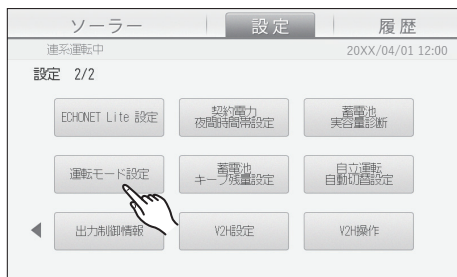 ソーラー 設定 履歴
連系運転中 20XX/04/01 12:00
設定 2/2
ECHONET Lite 設定
契約電力
夜間時間帯設定
蓄電池
実容量診断
運転モード設定
蓄電池
キープ残量設定
自立運転
自動切替設定
出力制御情報
V2H設定
V2H操作